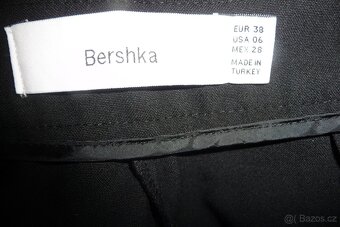 Bershka
EUR 38
USA 06
MEX 28
MADE IN
TURKEY
© Bazos.cz